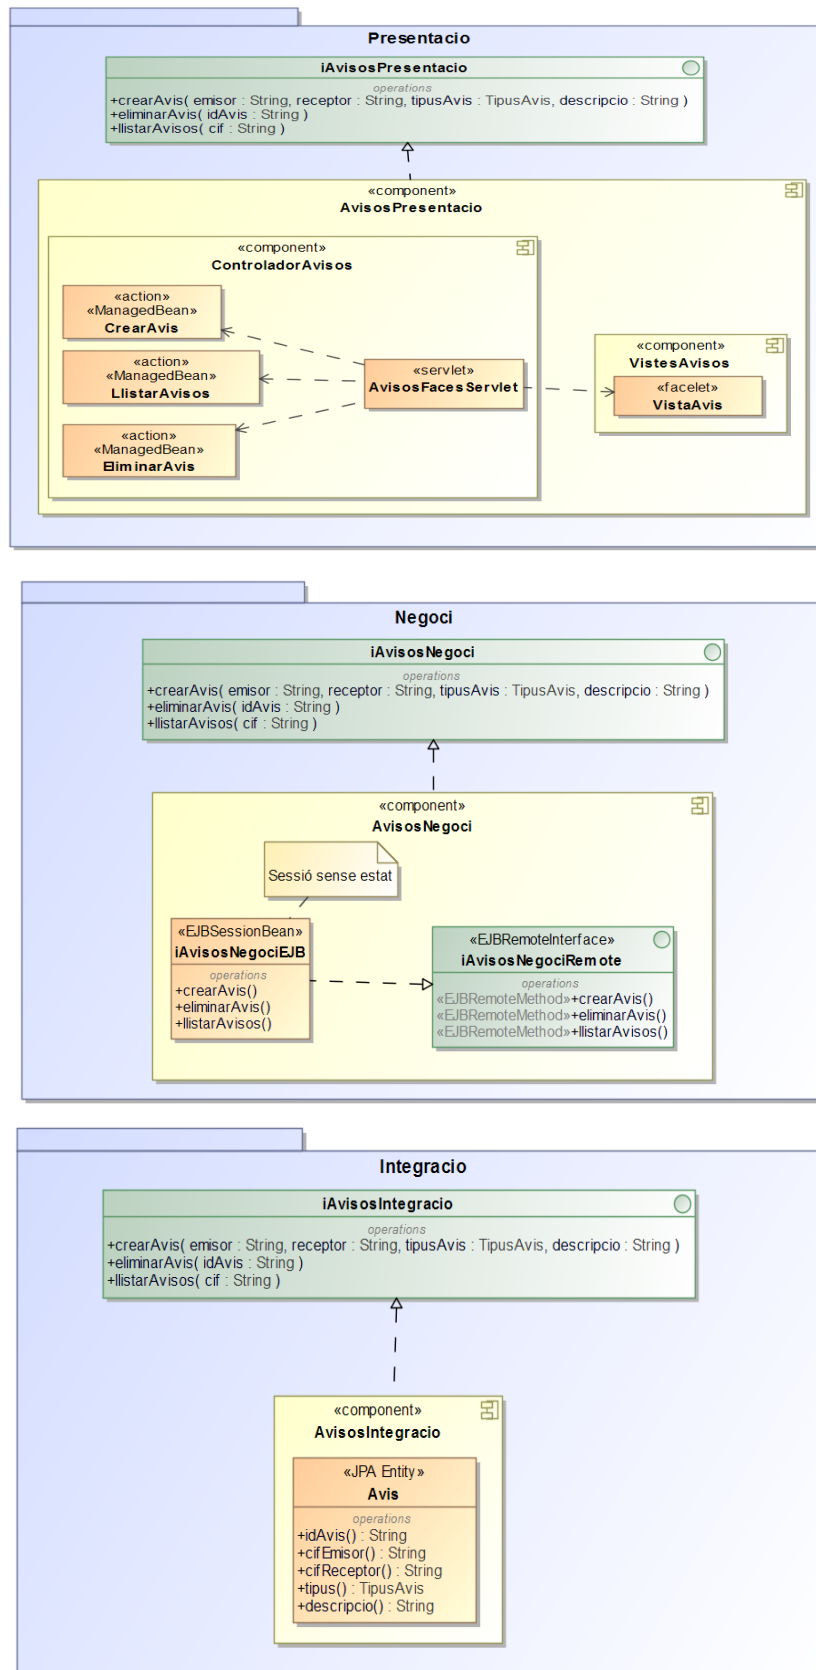 Presentacio
iAvisosPresentacio
operations
+crearAvis( emisor : String, receptor : String, tipusAvis : TipusAvis, descripcio : String )
+eliminarAvis( idAvis : String )
+llistarAvisos( cif : String )
«component»
AvisosPresentacio
«component»
ControladorAvisos
«action»
«ManagedBean»
CrearAvis
«action»
«ManagedBean»
LlistarAvisos
«action»
«ManagedBean»
EliminarAvis
«servlet»
AvisosFacesServlet
«component»
VistesAvisos
«facelet»
VistaAvis
Negoci
iAvisosNegoci
operations
+crearAvis( emisor : String, receptor : String, tipusAvis : TipusAvis, descripcio : String )
+eliminarAvis( idAvis : String )
+llistarAvisos( cif : String )
«component»
AvisosNegoci
Sessió sense estat
«EJBSessionBean»
iAvisosNegociEJB
operations
+crearAvis()
+eliminarAvis()
+llistarAvisos()
«EJBRemoteInterface»
iAvisosNegociRemote
operations
«EJBRemoteMethod»+crearAvis()
«EJBRemoteMethod»+eliminarAvis()
«EJBRemoteMethod»+llistarAvisos()
Integracio
iAvisosIntegracio
operations
+crearAvis( emisor : String, receptor : String, tipusAvis : TipusAvis, descripcio : String )
+eliminarAvis( idAvis : String )
+llistarAvisos( cif : String )
«component»
AvisosIntegracio
«JPA Entity»
Avis
operations
+idAvis() : String
+cifEmisor() : String
+cifReceptor() : String
+tipus() : TipusAvis
+descripcio() : String